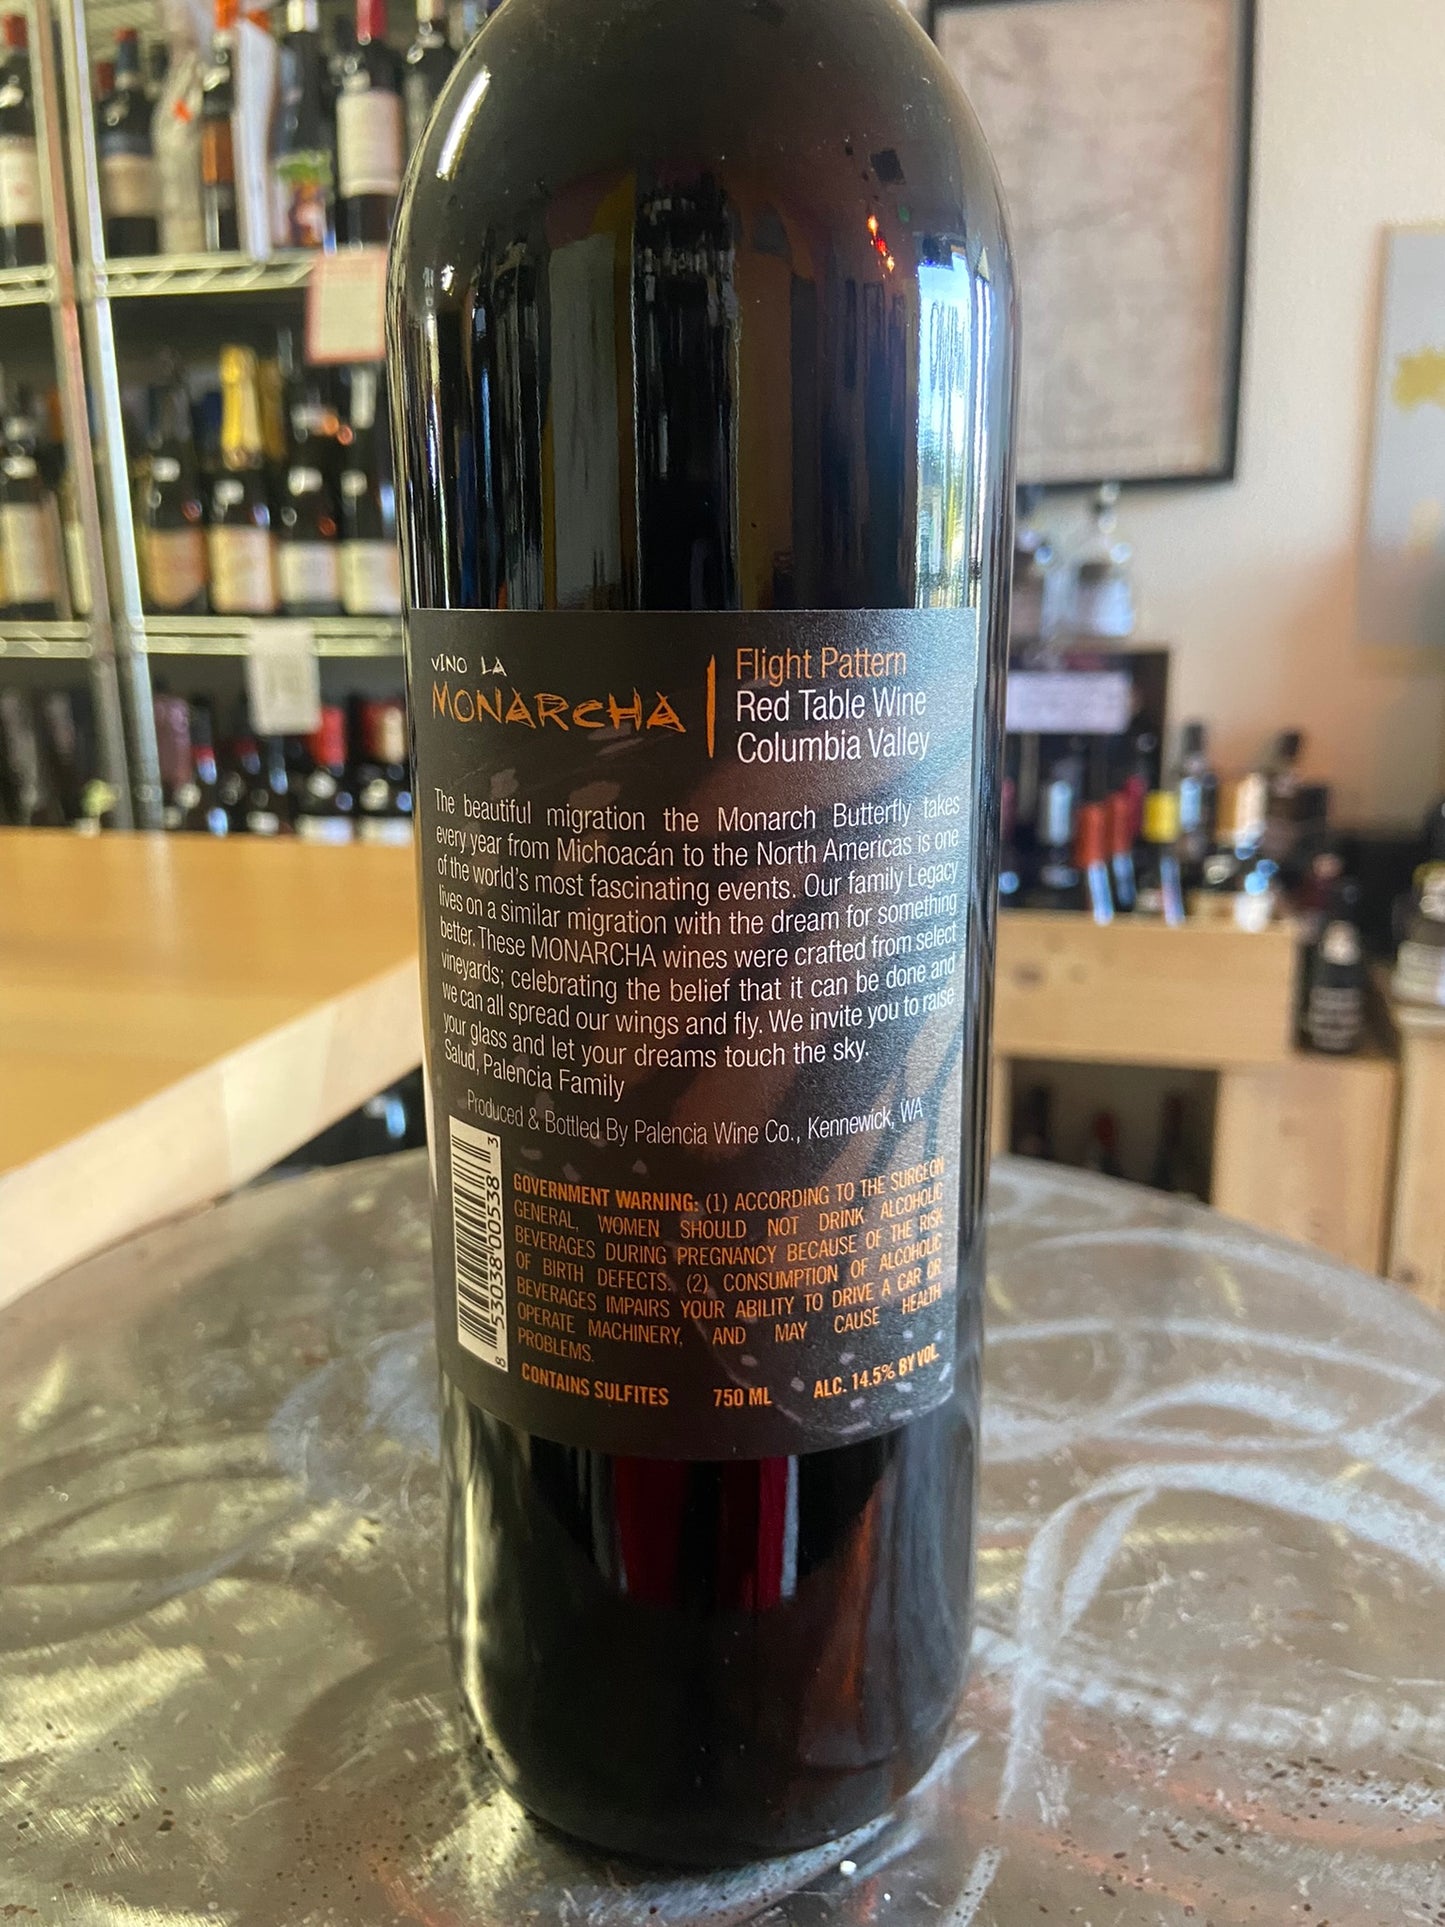 VINO LA
MONARCHA
Flight Pattern
Red Table Wine
Columbia Valley
The beautiful migration the Monarch Butterfly takes
every year from Michoacán to the North Americas is one
of the world's most fascinating events. Our family Legacy
lives on a similar migration with the dream for something
better. These MONARCHA wines were crafted from select
vineyards; celebrating the belief that it can be done and
we can all spread our wings and fly. We invite you to raise
your glass and let your dreams touch the sky.
Salud, Palencia Family
Produced & Bottled By Palencia Wine Co., Kennewick, WA
GOVERNMENT WARNING: (1) ACCORDING TO THE SURGEON
GENERAL, WOMEN SHOULD NOT DRINK ALCOHOLIC
BEVERAGES DURING PREGNANCY BECAUSE OF THE RISK
OF BIRTH DEFECTS. (2) CONSUMPTION OF ALCOHOLIC
BEVERAGES IMPAIRS YOUR ABILITY TO DRIVE A CAR OR
OPERATE MACHINERY, AND MAY CAUSE HEALTH
PROBLEMS.
CONTAINS SULFITES 750 ML ALC. 14.5% BY VOL.
8 53038 00538 3